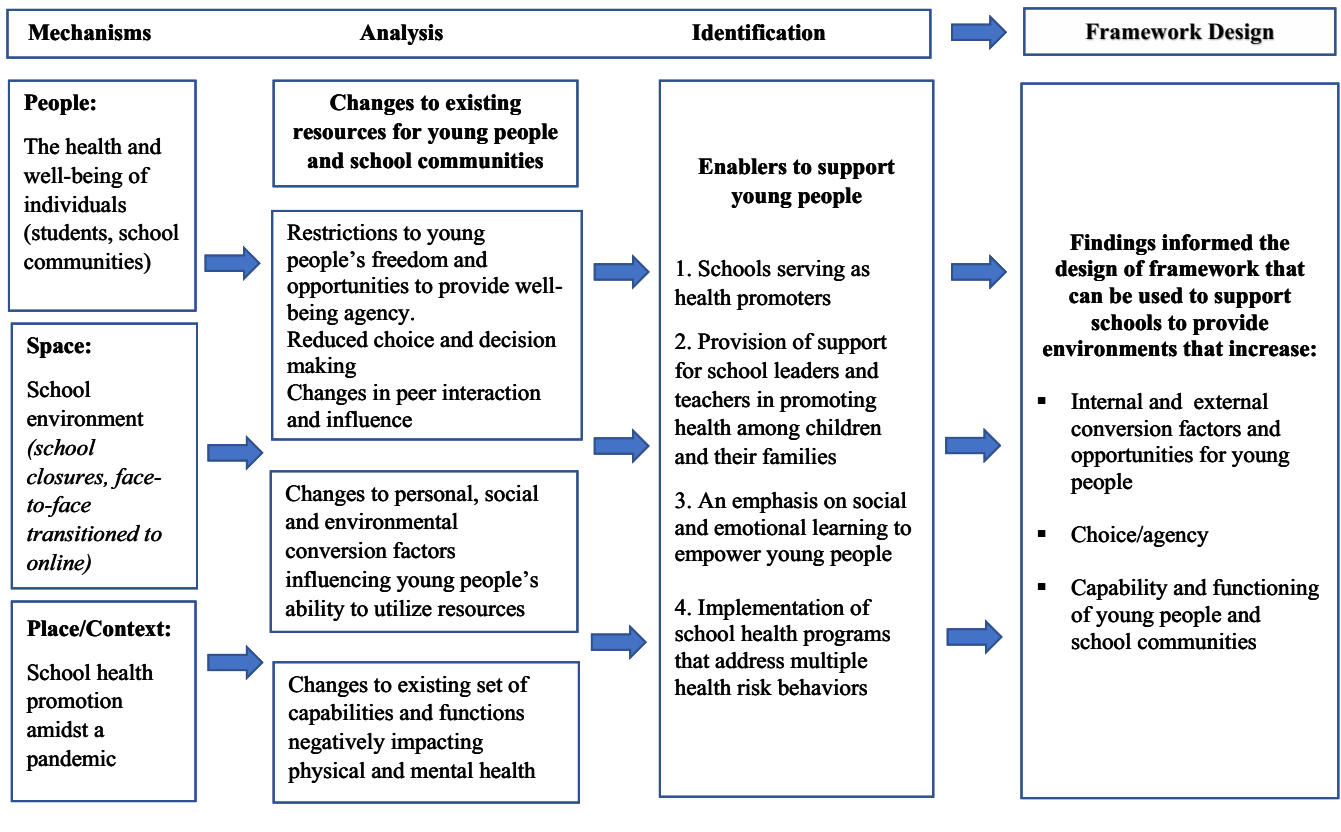 Mechanisms
Analysis
Identification
Framework Design
People:
The health and
well-being of
individuals
(students, school
communities)
Space:
School
environment
(school
closures, face-
to-face
transitioned to
online)
Place/Context:
School health
promotion
amidst a
pandemic
Changes to existing
resources for young people
and school communities
Restrictions to young
people’s freedom and
opportunities to provide well-
being agency.
Reduced choice and decision
making
Changes in peer interaction
and influence
Changes to personal, social
and environmental
conversion factors
influencing young people’s
ability to utilize resources
Changes to existing set of
capabilities and functions
negatively impacting
physical and mental health
Enablers to support
young people
1. Schools serving as
health promoters
2. Provision of support
for school leaders and
teachers in promoting
health among children
and their families
3. An emphasis on social
and emotional learning to
empower young people
4. Implementation of
school health programs
that address multiple
health risk behaviors
Findings informed the
design of framework that
can be used to support
schools to provide
environments that increase:
▪ Internal and external
conversion factors and
opportunities for young
people
▪ Choice/agency
▪ Capability and functioning
of young people and
school communities